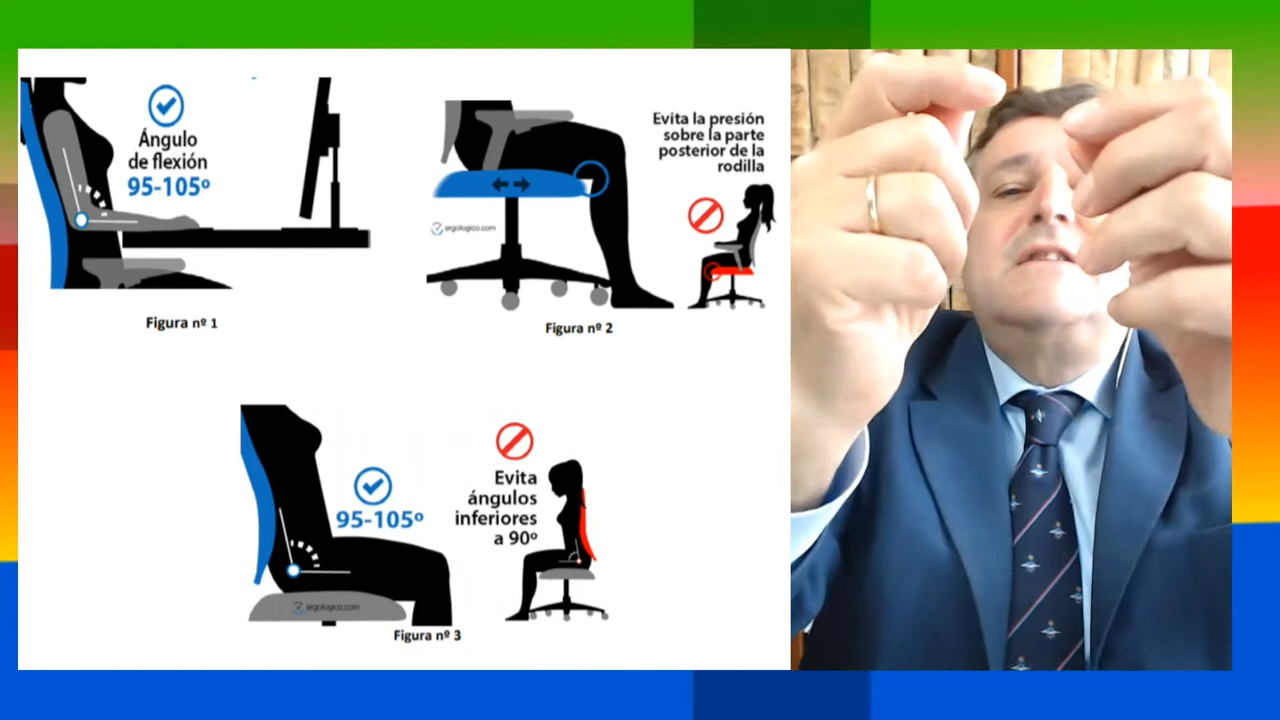 Ángulo
de flexión
95-105º
Figura nº 1
Evita la presión
sobre la parte
posterior de la
rodilla
ergologico.com
Figura nº 2
95-105º
Evita
ángulos
inferiores
a 90º
ergologico.com
Figura nº 3